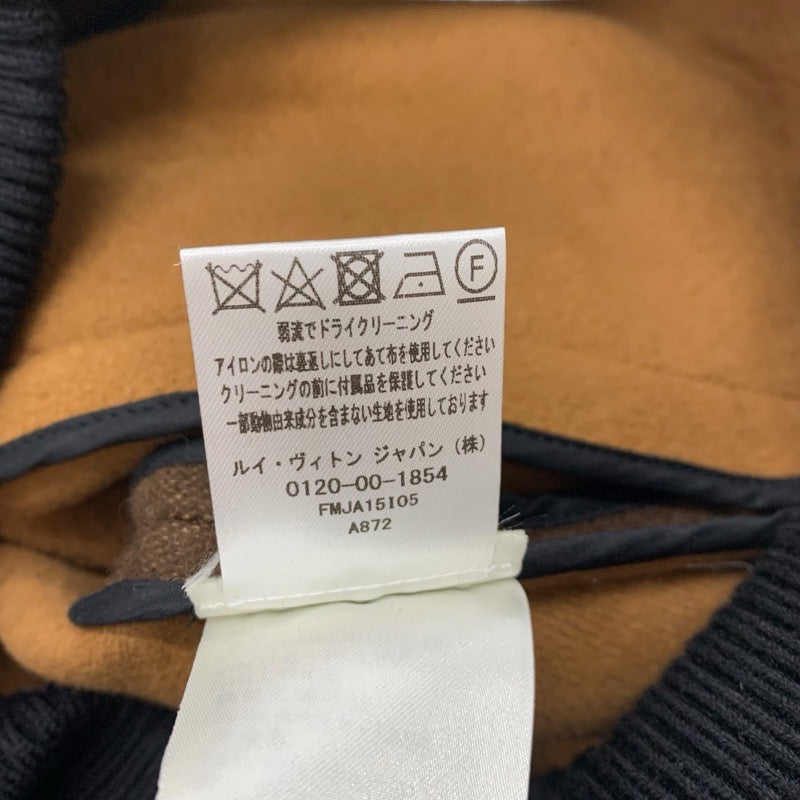 F
弱流でドライクリーニング
アイロンの際は裏返しにしてあて布を使用してください
クリーニングの前に付属品を保護してください
一部動物由来成分を含まない生地を使用しております
ルイ・ヴィトン ジャパン (株)
0120-00-1854
FMJA15I05
A872